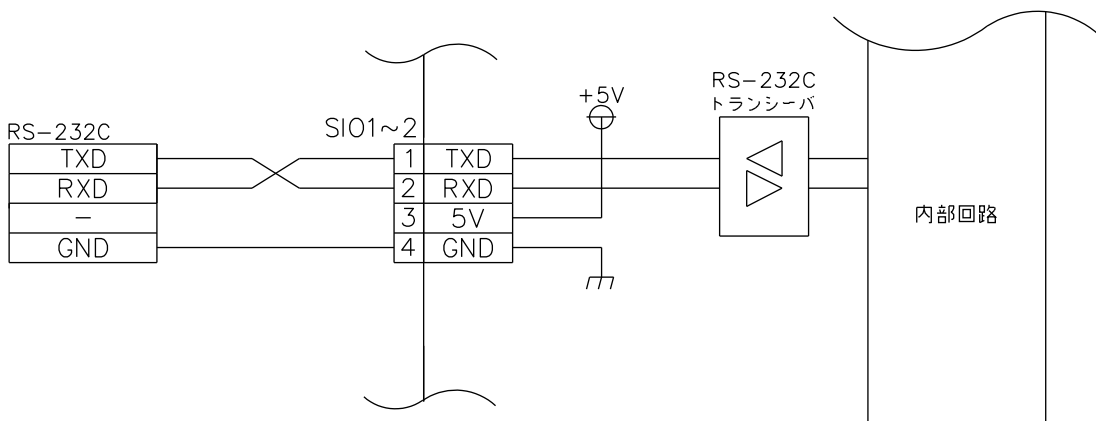 RS-232C
TXD
RXD
-
GND
SIO1~2
1 TXD
2 RXD
3 5V
4 GND
+5V
RS-232C
トランシーバ
内部回路